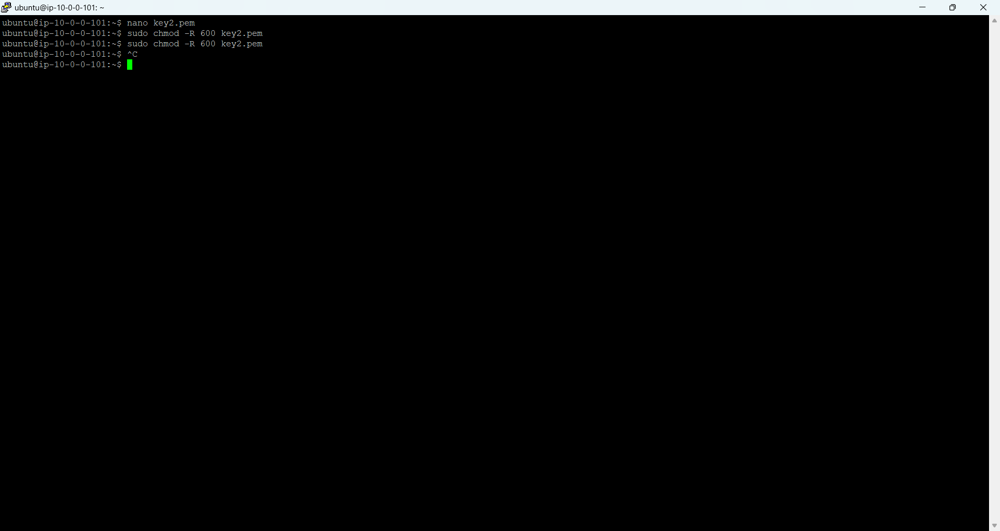 ubuntu@ip-10-0-0-101: ~
ubuntu@ip-10-0-0-101:~$ nano key2.pem
ubuntu@ip-10-0-0-101:~$ sudo chmod -R 600 key2.pem
ubuntu@ip-10-0-0-101:~$ sudo chmod -R 600 key2.pem
ubuntu@ip-10-0-0-101:~$ ^C
ubuntu@ip-10-0-0-101:~$